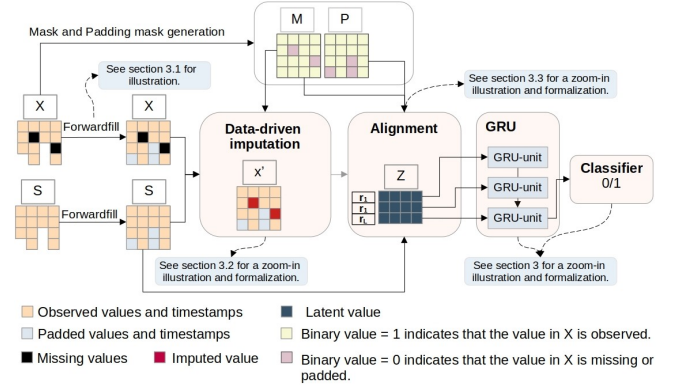 M P
Mask and Padding mask generation
See section 3.1 for
illustration.
See section 3.3 for a zoom-in
illustration and formalization.
X
X
Forwardfill
Data-driven
imputation
x'
Alignment
Z
GRU
GRU-unit
GRU-unit
GRU-unit
Classifier
0/1
r1
r1
rL
S
S
Forwardfill
See section 3.2 for a zoom-in
illustration and formalization.
See section 3 for a zoom-in
illustration and formalization.
Observed values and timestamps
Latent value
Padded values and timestamps
Binary value = 1 indicates that the value in X is observed.
Missing values
Imputed value
Binary value = 0 indicates that the value in X is missing or
padded.